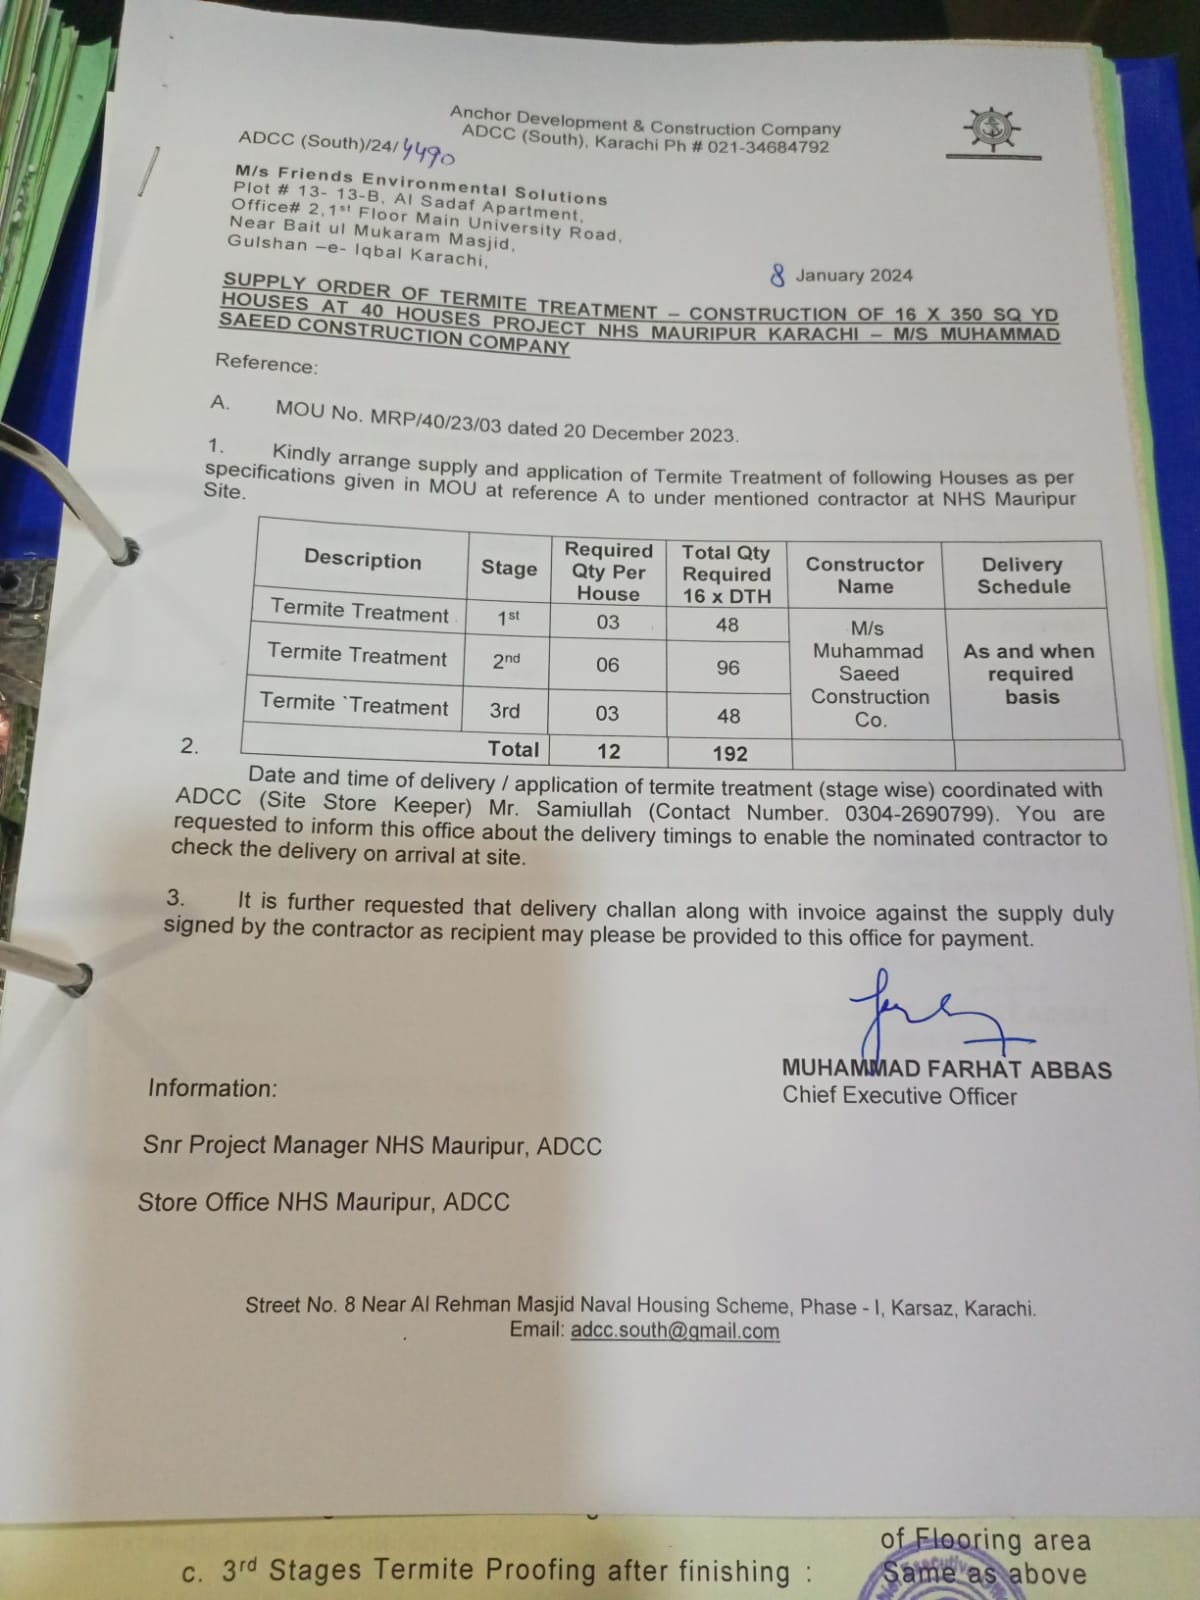 Anchor Development & Construction Company
ADCC (South), Karachi Ph # 021-34684792
ADCC (South)/24/4490
M/s Friends Environmental Solutions
Plot # 13- 13-B, Al Sadaf Apartment,
Office# 2,1st Floor Main University Road,
Near Bait ul Mukaram Masjid,
Gulshan –e- Iqbal Karachi,
8 January 2024
SUPPLY ORDER OF TERMITE TREATMENT – CONSTRUCTION OF 16 X 350 SQ YD
HOUSES AT 40 HOUSES PROJECT NHS MAURIPUR KARACHI – M/S MUHAMMAD
SAEED CONSTRUCTION COMPANY
Reference:
A. MOU No. MRP/40/23/03 dated 20 December 2023.
1. Kindly arrange supply and application of Termite Treatment of following Houses as per
specifications given in MOU at reference A to under mentioned contractor at NHS Mauripur
Site.
Description Stage Required Qty Per House Total Qty Required 16 x DTH Constructor Name Delivery Schedule
Termite Treatment 1st 03 48 M/s Muhammad Saeed Construction Co. As and when required basis
Termite Treatment 2nd 06 96
Termite `Treatment 3rd 03 48
Total 12 192
2.
Date and time of delivery / application of termite treatment (stage wise) coordinated with
ADCC (Site Store Keeper) Mr. Samiullah (Contact Number. 0304-2690799). You are
requested to inform this office about the delivery timings to enable the nominated contractor to
check the delivery on arrival at site.
3. It is further requested that delivery challan along with invoice against the supply duly
signed by the contractor as recipient may please be provided to this office for payment.
MUHAMMAD FARHAT ABBAS
Chief Executive Officer
Information:
Snr Project Manager NHS Mauripur, ADCC
Store Office NHS Mauripur, ADCC
Street No. 8 Near Al Rehman Masjid Naval Housing Scheme, Phase - I, Karsaz, Karachi.
Email: adcc.south@gmail.com
of Flooring area
c. 3rd Stages Termite Proofing after finishing : Same as above